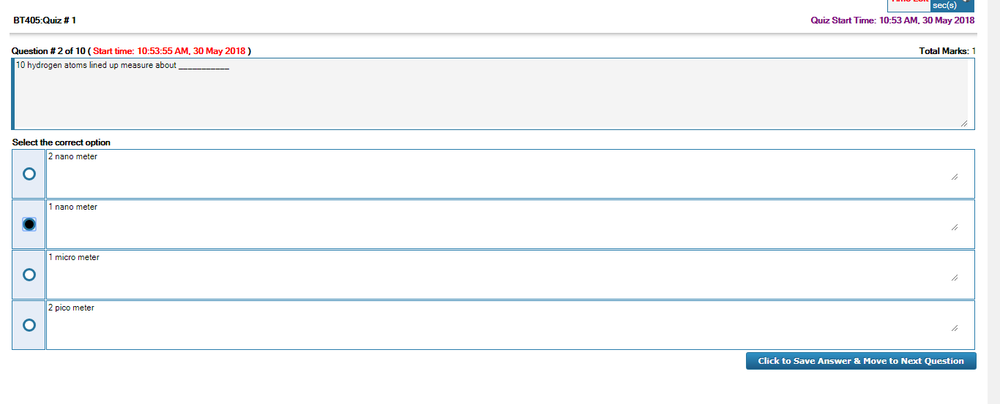 sec(s)
BT405:Quiz # 1
Quiz Start Time: 10:53 AM, 30 May 2018
Question # 2 of 10 ( Start time: 10:53:55 AM, 30 May 2018 )
Total Marks: 1
10 hydrogen atoms lined up measure about ___________
Select the correct option
2 nano meter
1 nano meter
1 micro meter
2 pico meter
Click to Save Answer & Move to Next Question